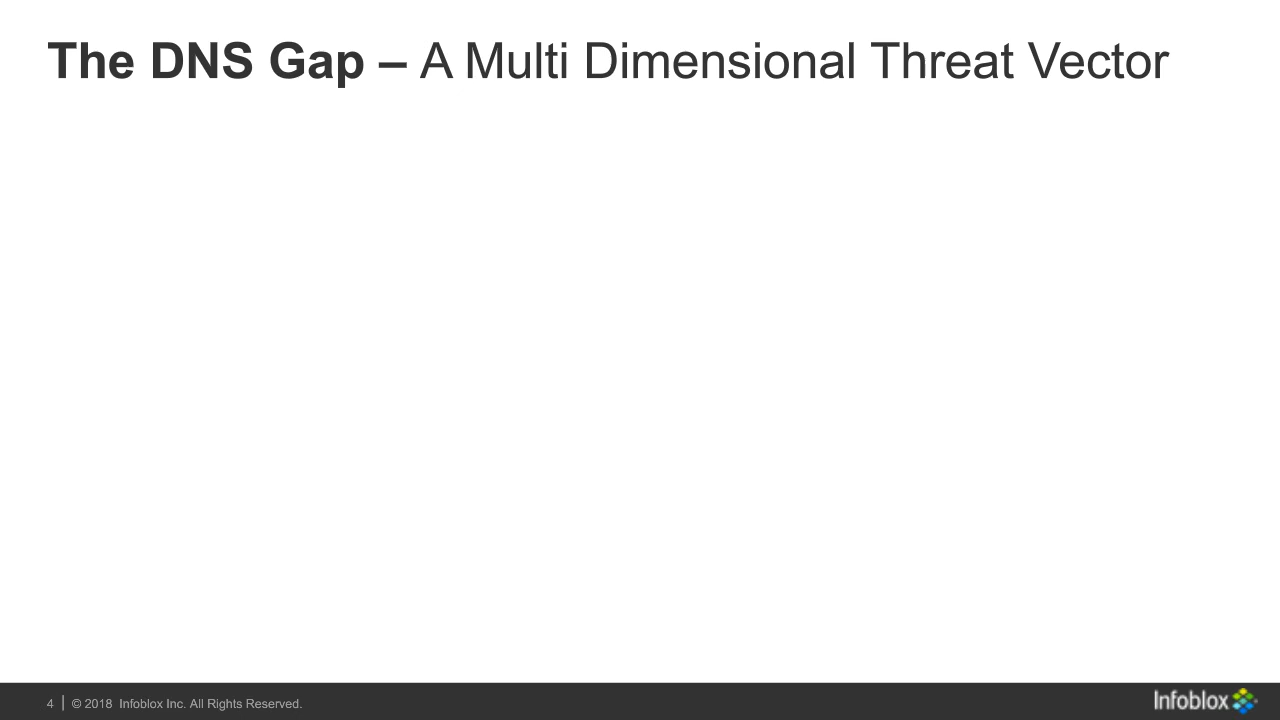 The DNS Gap – A Multi Dimensional Threat Vector
4 | © 2018 Infoblox Inc. All Rights Reserved.
Infoblox